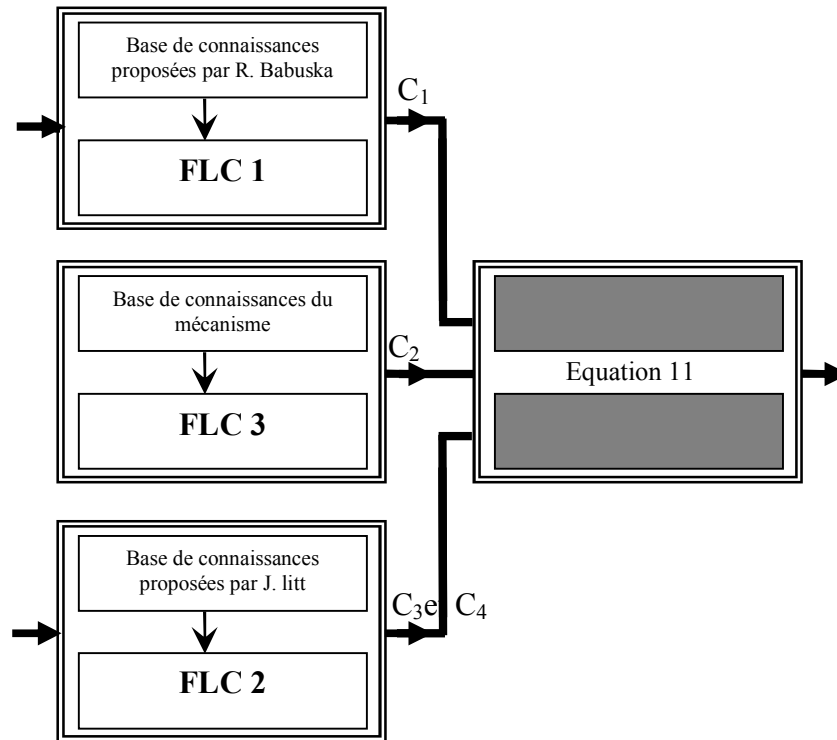 Base de connaissances
proposées par R. Babuska
FLC 1
C₁
Base de connaissances du
mécanisme
FLC 3
C₂
Equation 11
Base de connaissances
proposées par J. litt
FLC 2
C₃e C₄